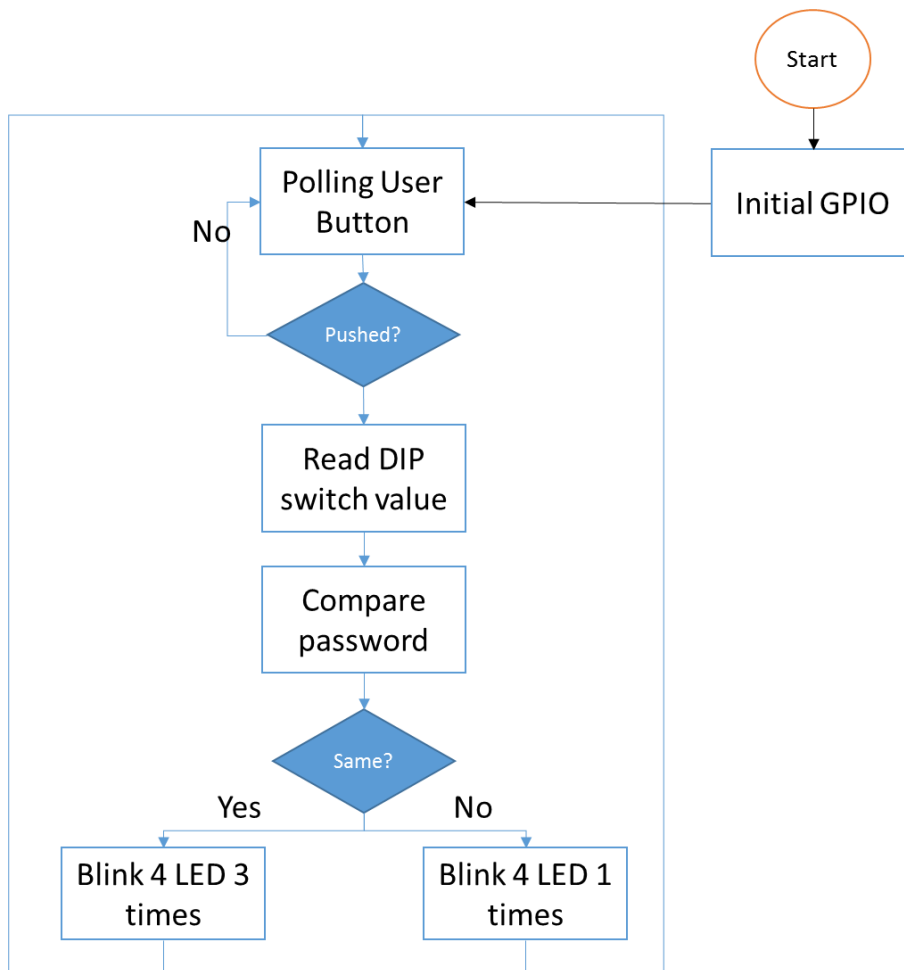 Start
Initial GPIO
Polling User
Button
No
Pushed?
Read DIP
switch value
Compare
password
Same?
Yes
No
Blink 4 LED 3
times
Blink 4 LED 1
times